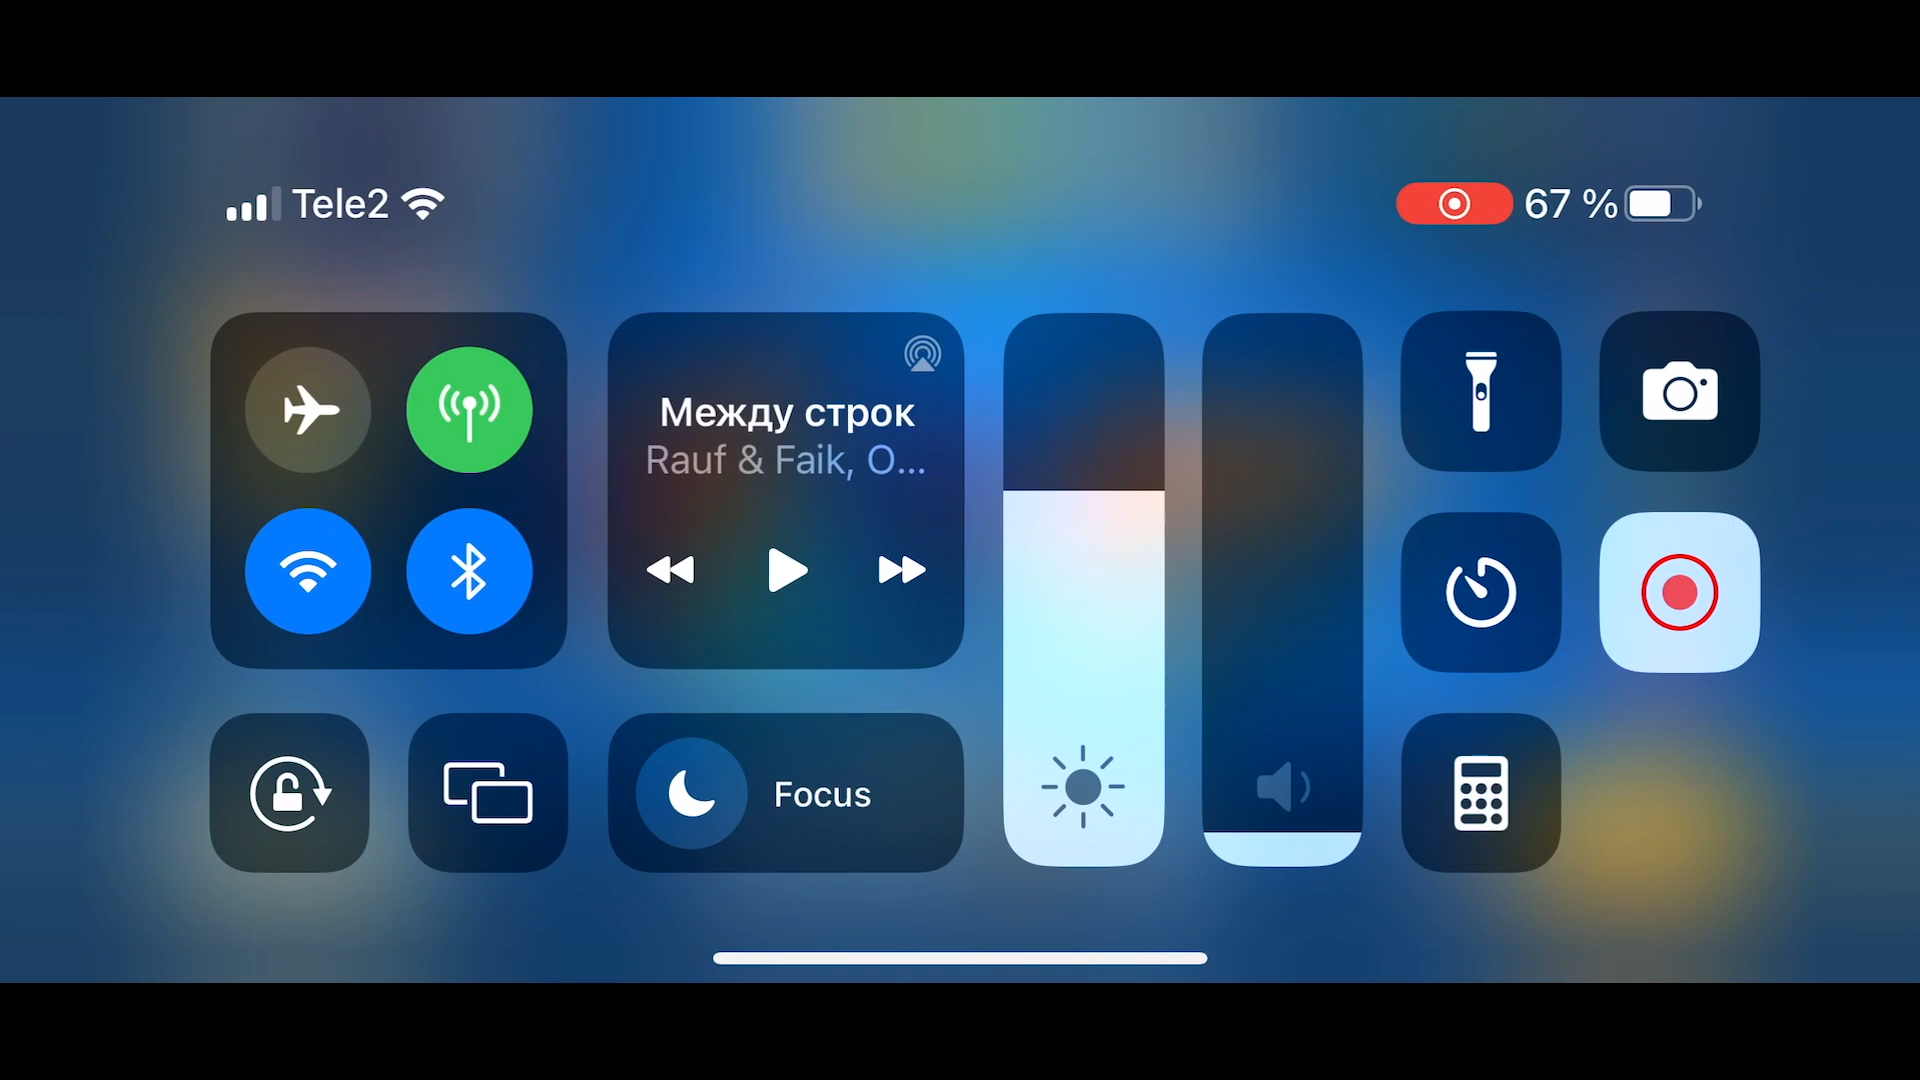 Tele2
67 %
Между строк
Rauf & Faik, O...
Focus